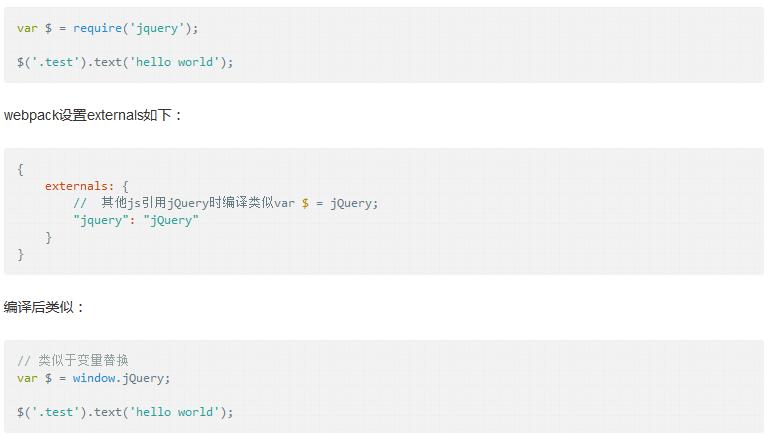 var $ = require('jquery');
$('.test').text('hello world');
webpack设置externals如下：
{
    externals: {
        //  其他js引用jQuery时编译类似var $ = jQuery;
        "jquery": "jQuery"
    }
}
编译后类似：
// 类似于变量替换
var $ = window.jQuery;
$('.test').text('hello world');